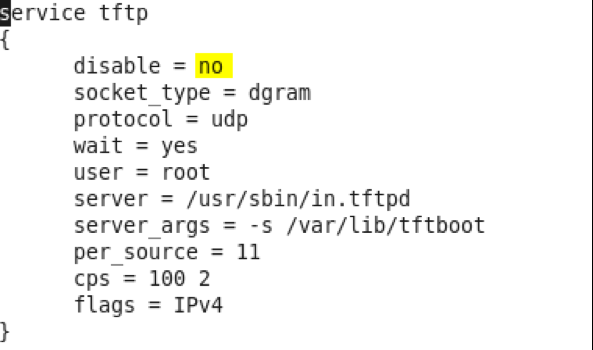 service tftp
{
disable = no
socket_type = dgram
protocol = udp
wait = yes
user = root
server = /usr/sbin/in.tftpd
server_args = -s /var/lib/tftboot
per_source = 11
cps = 100 2
flags = IPv4
}